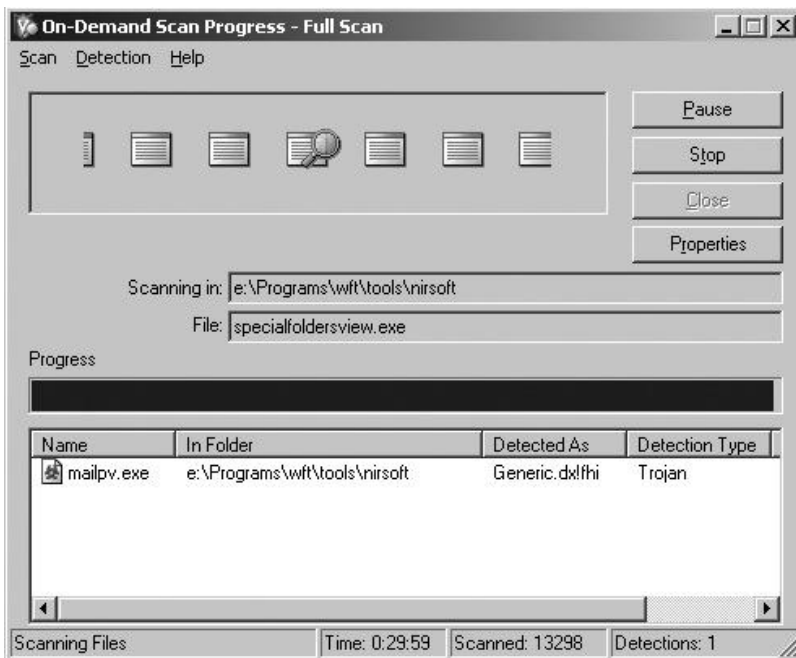 On-Demand Scan Progress - Full Scan
Scan Detection Help
Pause
Stop
Close
Properties
Scanning in: e:\Programs\wft\tools\nirsoft
File: specialfoldersview.exe
Progress
Name In Folder Detected As Detection Type
mailpv.exe e:\Programs\wft\tools\nirsoft Generic.dx!fhi Trojan
Scanning Files Time: 0:29:59 Scanned: 13298 Detections: 1